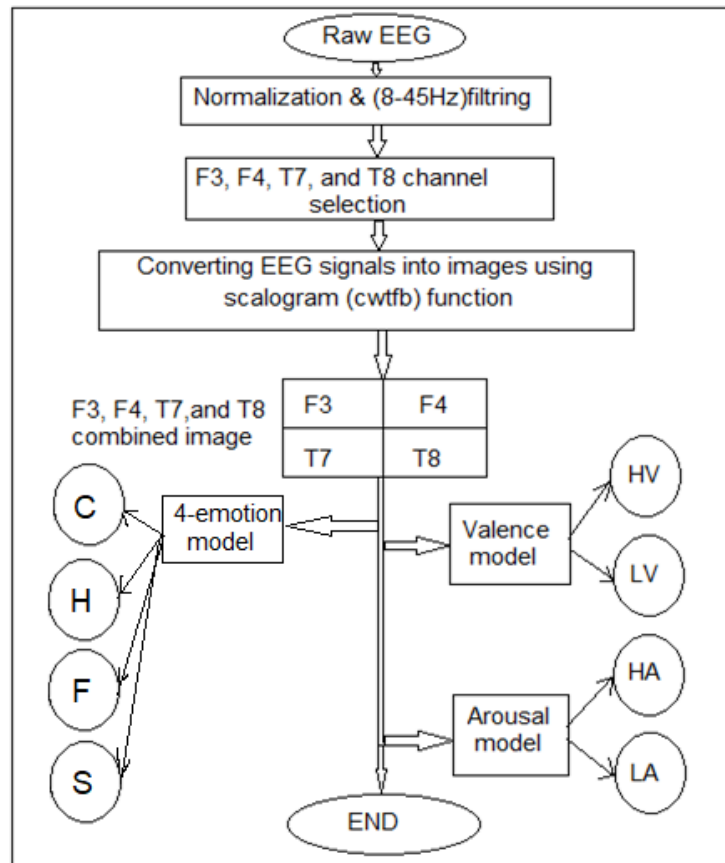 Raw EEG
Normalization & (8-45Hz)filtring
F3, F4, T7, and T8 channel
selection
Converting EEG signals into images using
scalogram (cwtfb) function
F3, F4, T7,and T8
combined image
F3
F4
T7
T8
4-emotion
model
C
H
F
S
Valence
model
HV
LV
Arousal
model
HA
LA
END